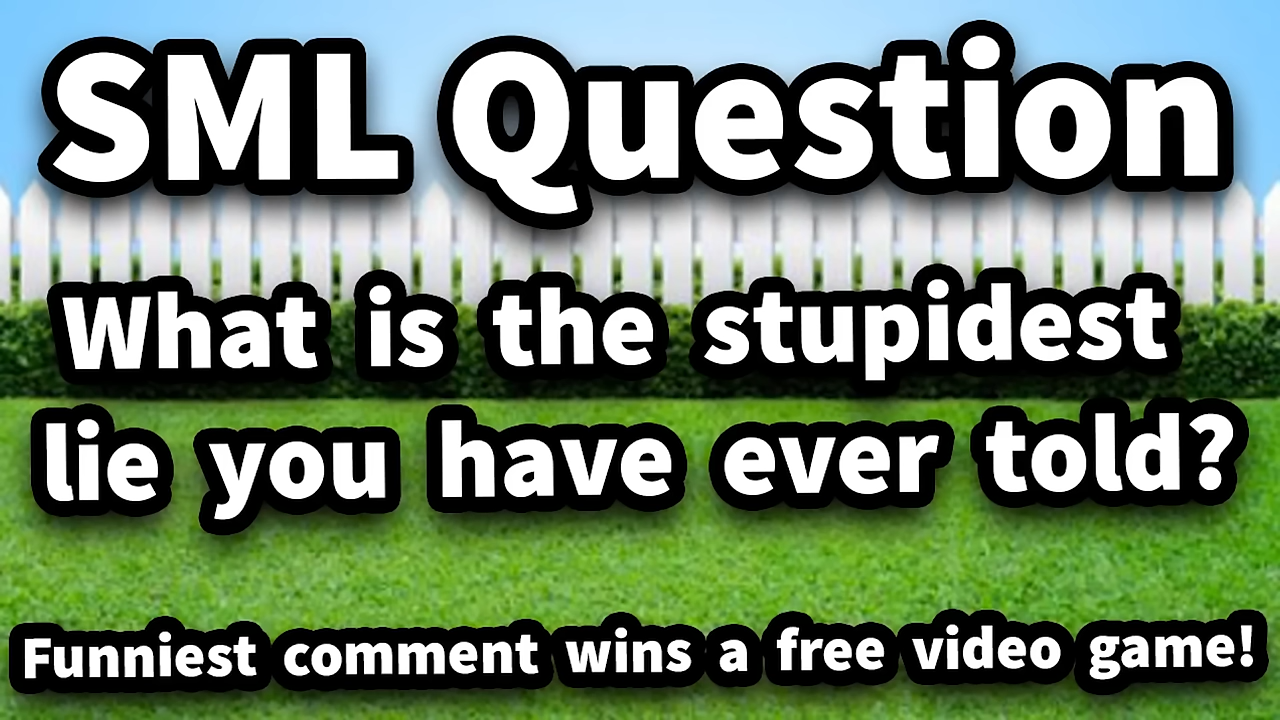 SML Question
What is the stupidest
lie you have ever told?
Funniest comment wins a free video game!